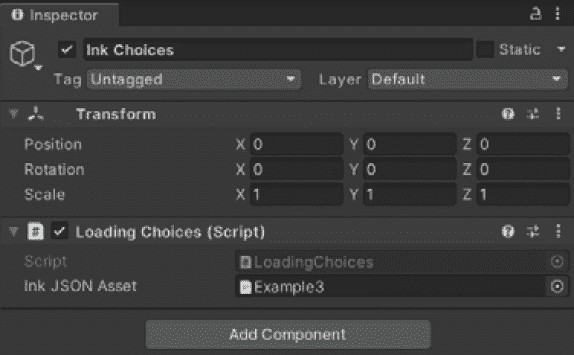 Inspector
Ink Choices Static
Tag Untagged Layer Default
Transform
Position X 0 Y 0 Z 0
Rotation X 0 Y 0 Z 0
Scale X 1 Y 1 Z 1
# Loading Choices (Script)
Script # LoadingChoices
Ink JSON Asset Example3
Add Component